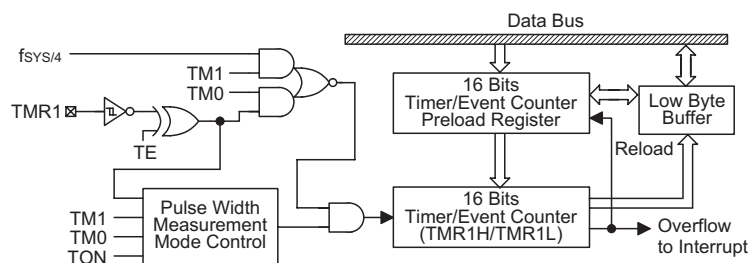 Data Bus
fSYS/4
TM1
TM0
TMR1
TE
16 Bits
Timer/Event Counter
Preload Register
Low Byte
Buffer
Reload
TM1
TM0
TON
Pulse Width
Measurement
Mode Control
16 Bits
Timer/Event Counter
(TMR1H/TMR1L)
Overflow
to Interrupt